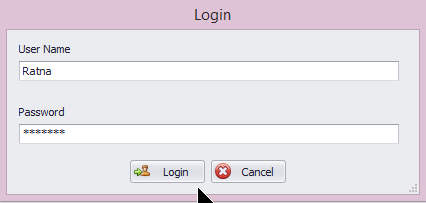 Login
User Name
Ratna
Password
*******
Login Cancel